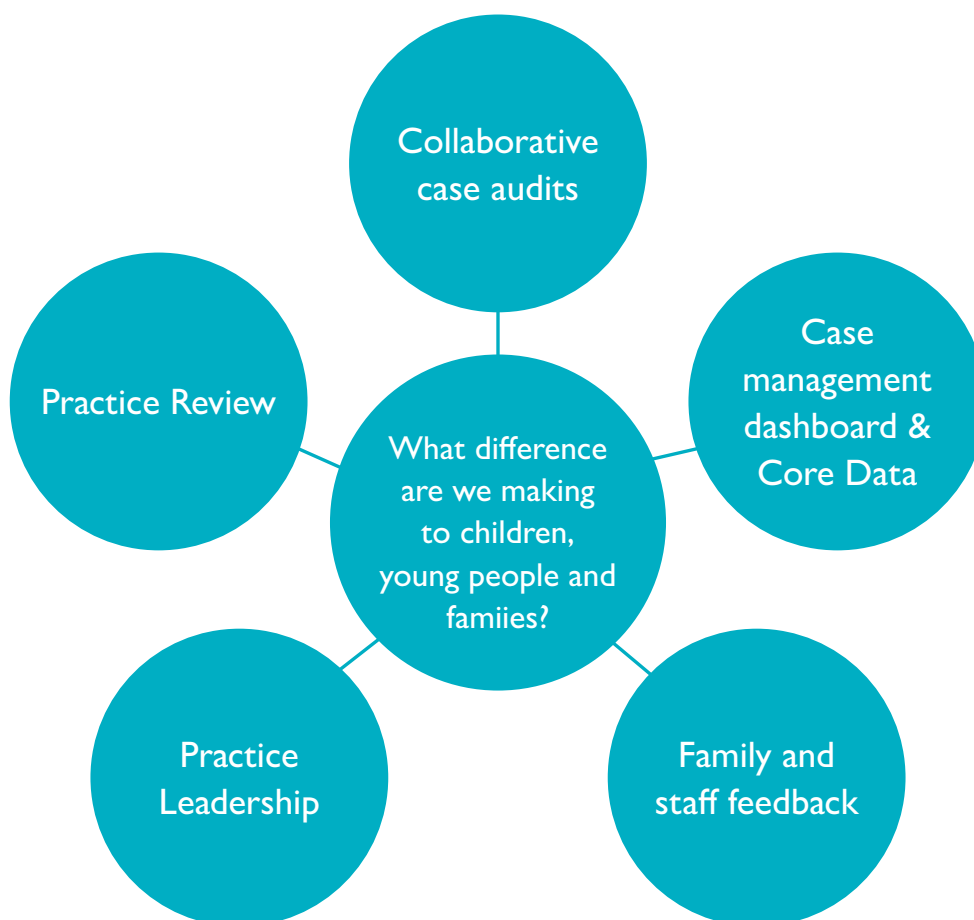 Collaborative
case audits
Case
management
dashboard &
Core Data
Practice Review
What difference
are we making
to children,
young people and
famiies?
Practice
Leadership
Family and
staff feedback